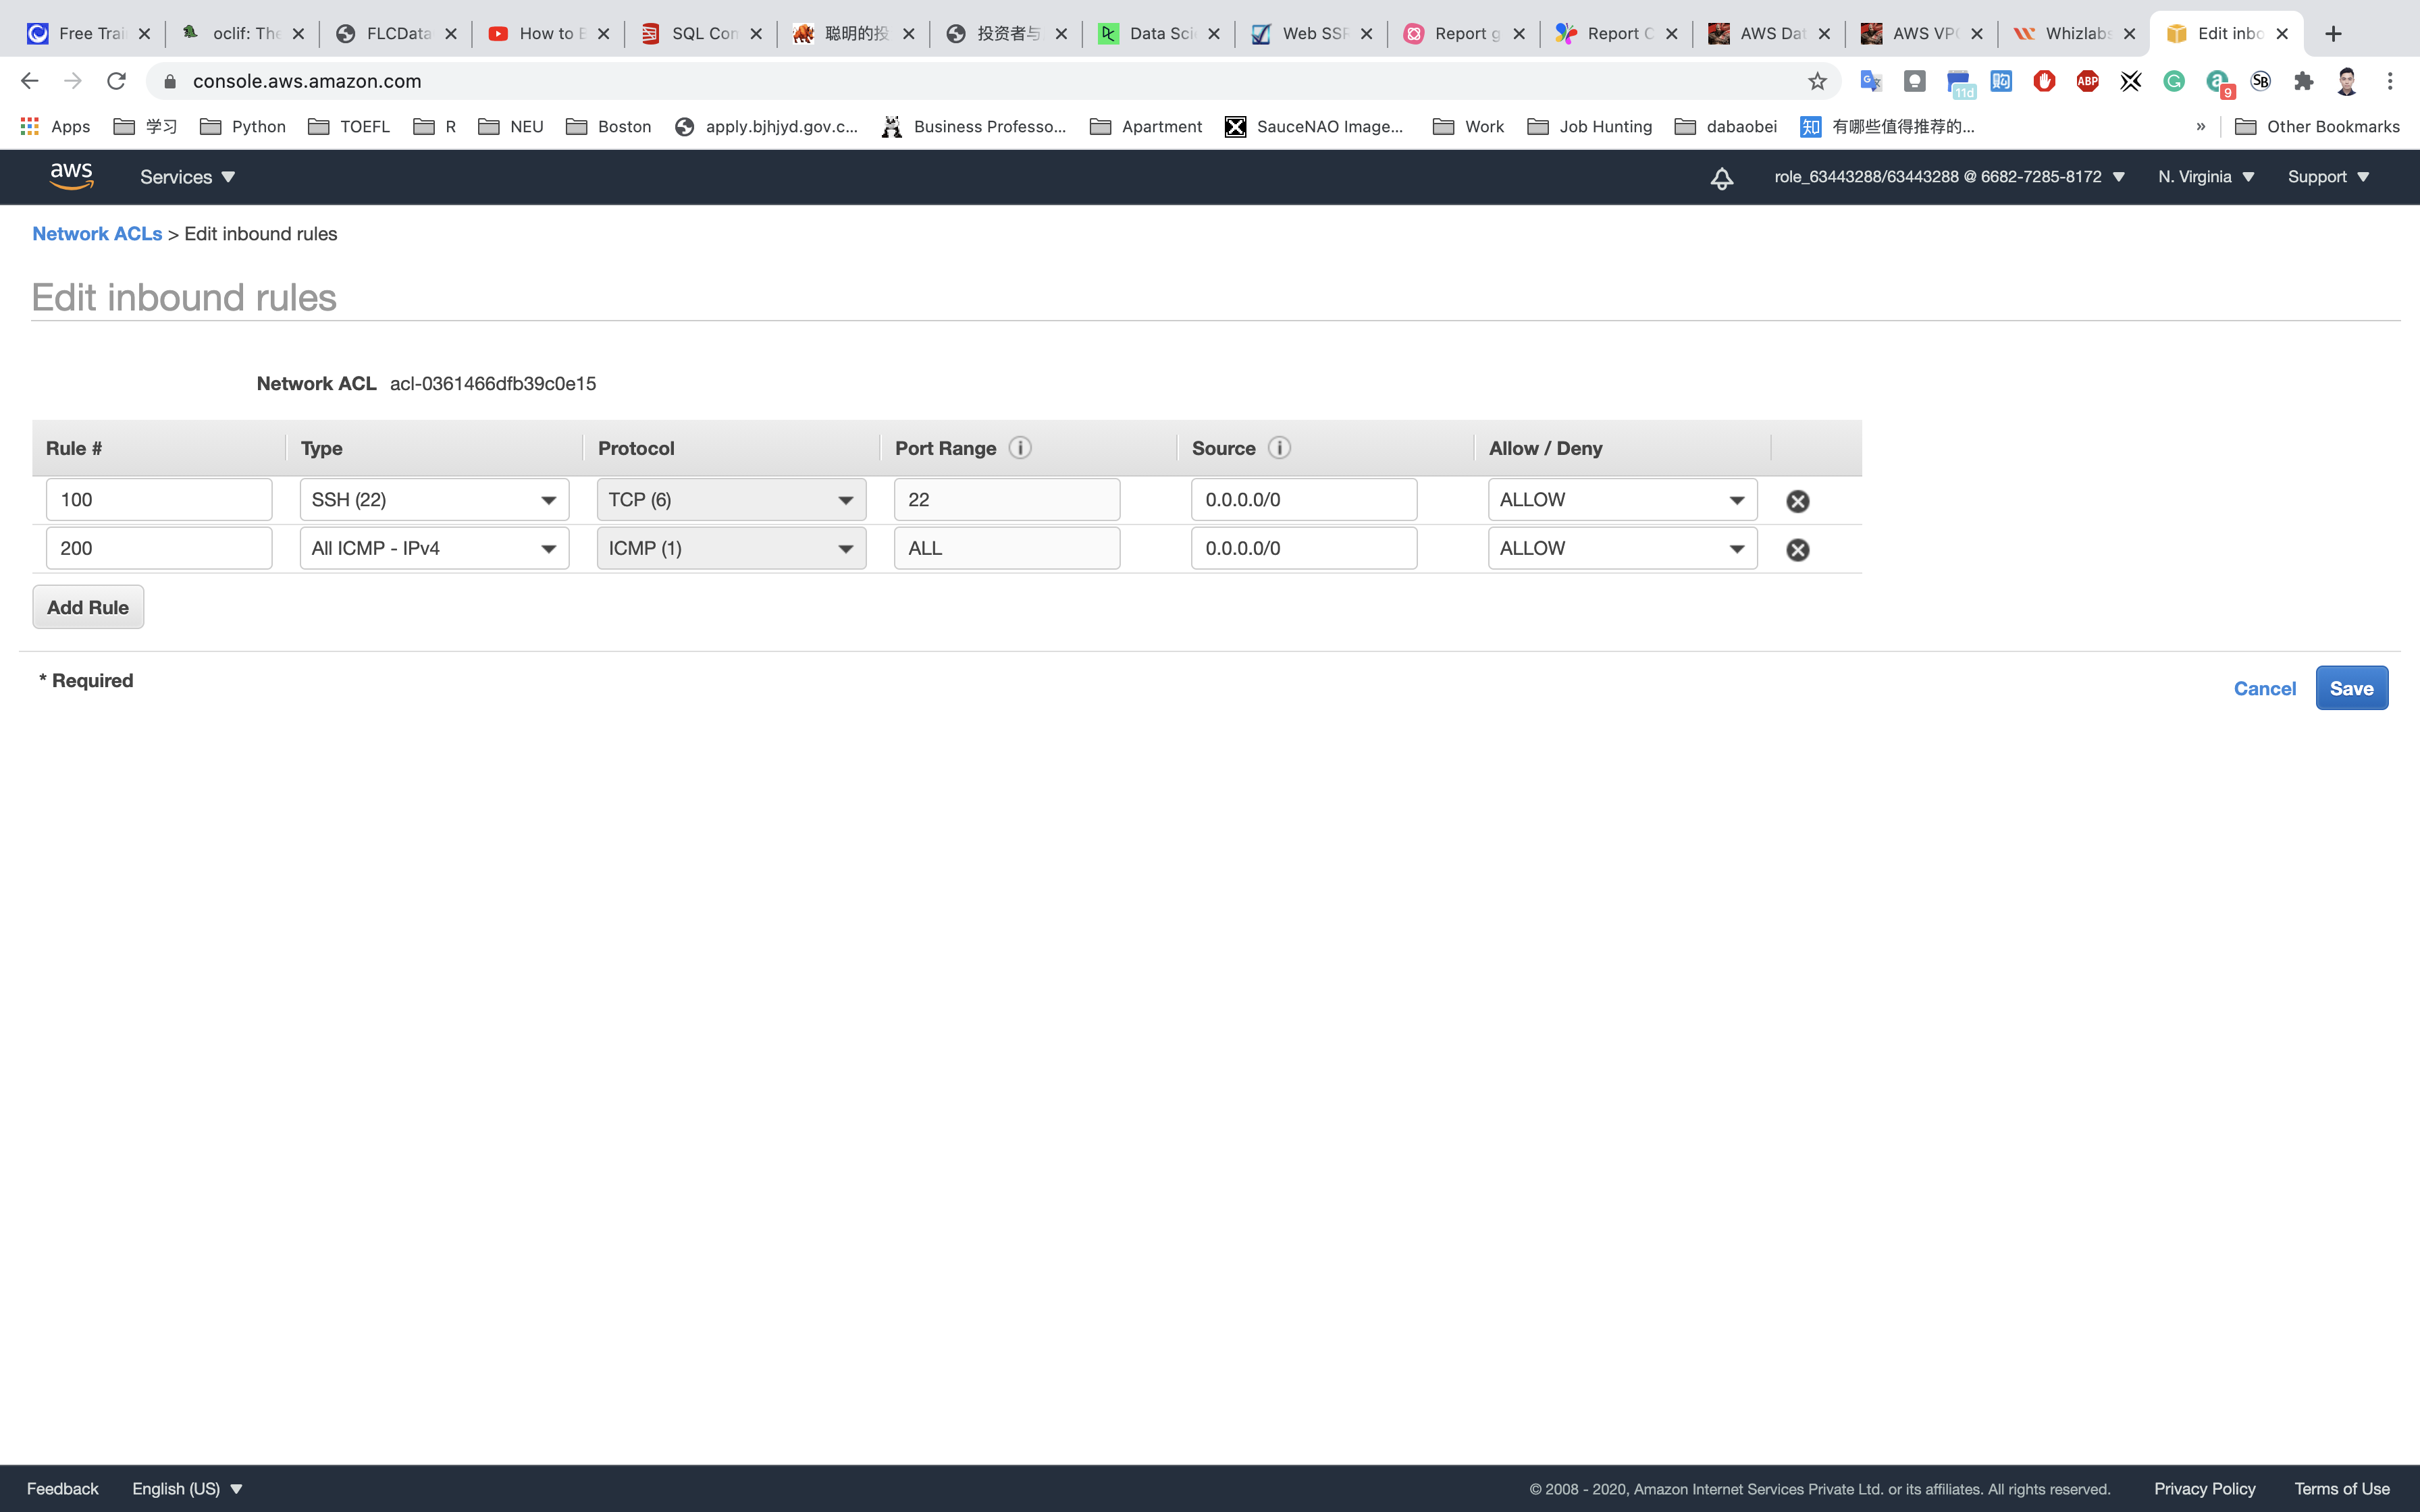 Free Trai
oclif: The
FLCData
How to E
SQL Con
聪明的投
投资者与
Data Sci
Web SSR
Report g
Report C
AWS Dat
AWS VPC
Whizlabs
Edit inbo
console.aws.amazon.com
11d
ABP
9
SB
Apps
学习
Python
TOEFL
R
NEU
Boston
apply.bjhjyd.gov.c...
Business Professo...
Apartment
SauceNAO Image...
Work
Job Hunting
dabaobei
知 有哪些值得推荐的...
»
Other Bookmarks
aws
Services
role_63443288/63443288 @ 6682-7285-8172
N. Virginia
Support
Network ACLs > Edit inbound rules
Edit inbound rules
Network ACL acl-0361466dfb39c0e15
Rule # Type Protocol Port Range i Source i Allow / Deny
100 SSH (22) TCP (6) 22 0.0.0.0/0 ALLOW
200 All ICMP - IPv4 ICMP (1) ALL 0.0.0.0/0 ALLOW
Add Rule
* Required
Cancel
Save
Feedback
English (US)
© 2008 - 2020, Amazon Internet Services Private Ltd. or its affiliates. All rights reserved.
Privacy Policy
Terms of Use